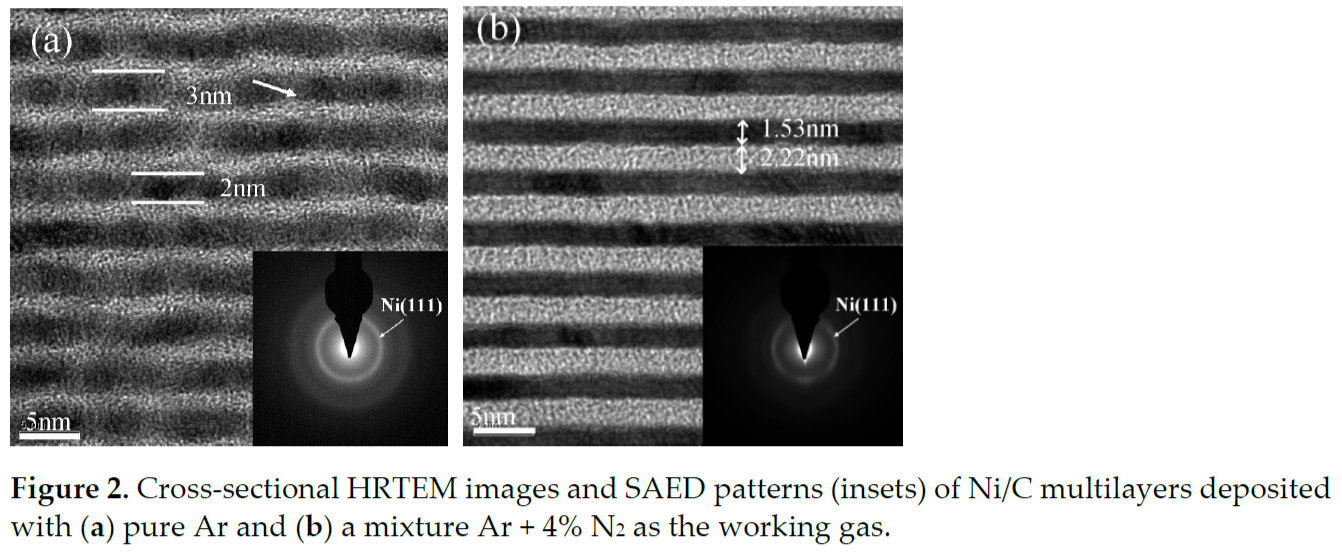 (a)
3nm
2nm
Ni(111)
5nm
(b)
1.53nm
2.22nm
Ni(111)
5nm
Figure 2. Cross-sectional HRTEM images and SAED patterns (insets) of Ni/C multilayers deposited
with (a) pure Ar and (b) a mixture Ar + 4% N₂ as the working gas.